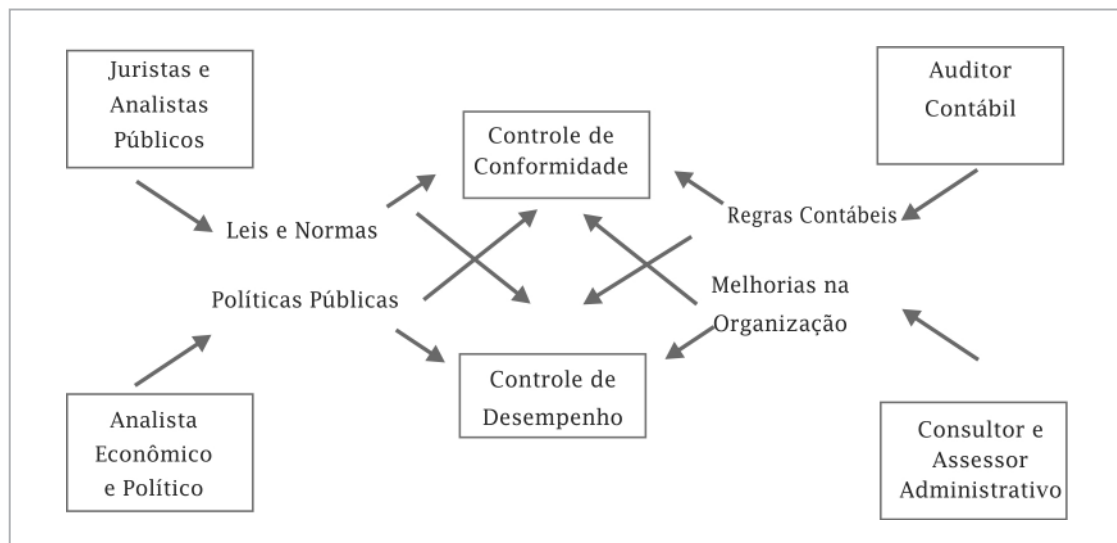 Juristas e
Analistas
Públicos
Auditor
Contábil
Controle de
Conformidade
Leis e Normas
Regras Contábeis
Políticas Públicas
Melhorias na
Organização
Controle de
Desempenho
Analista
Econômico
e Político
Consultor e
Assessor
Administrativo